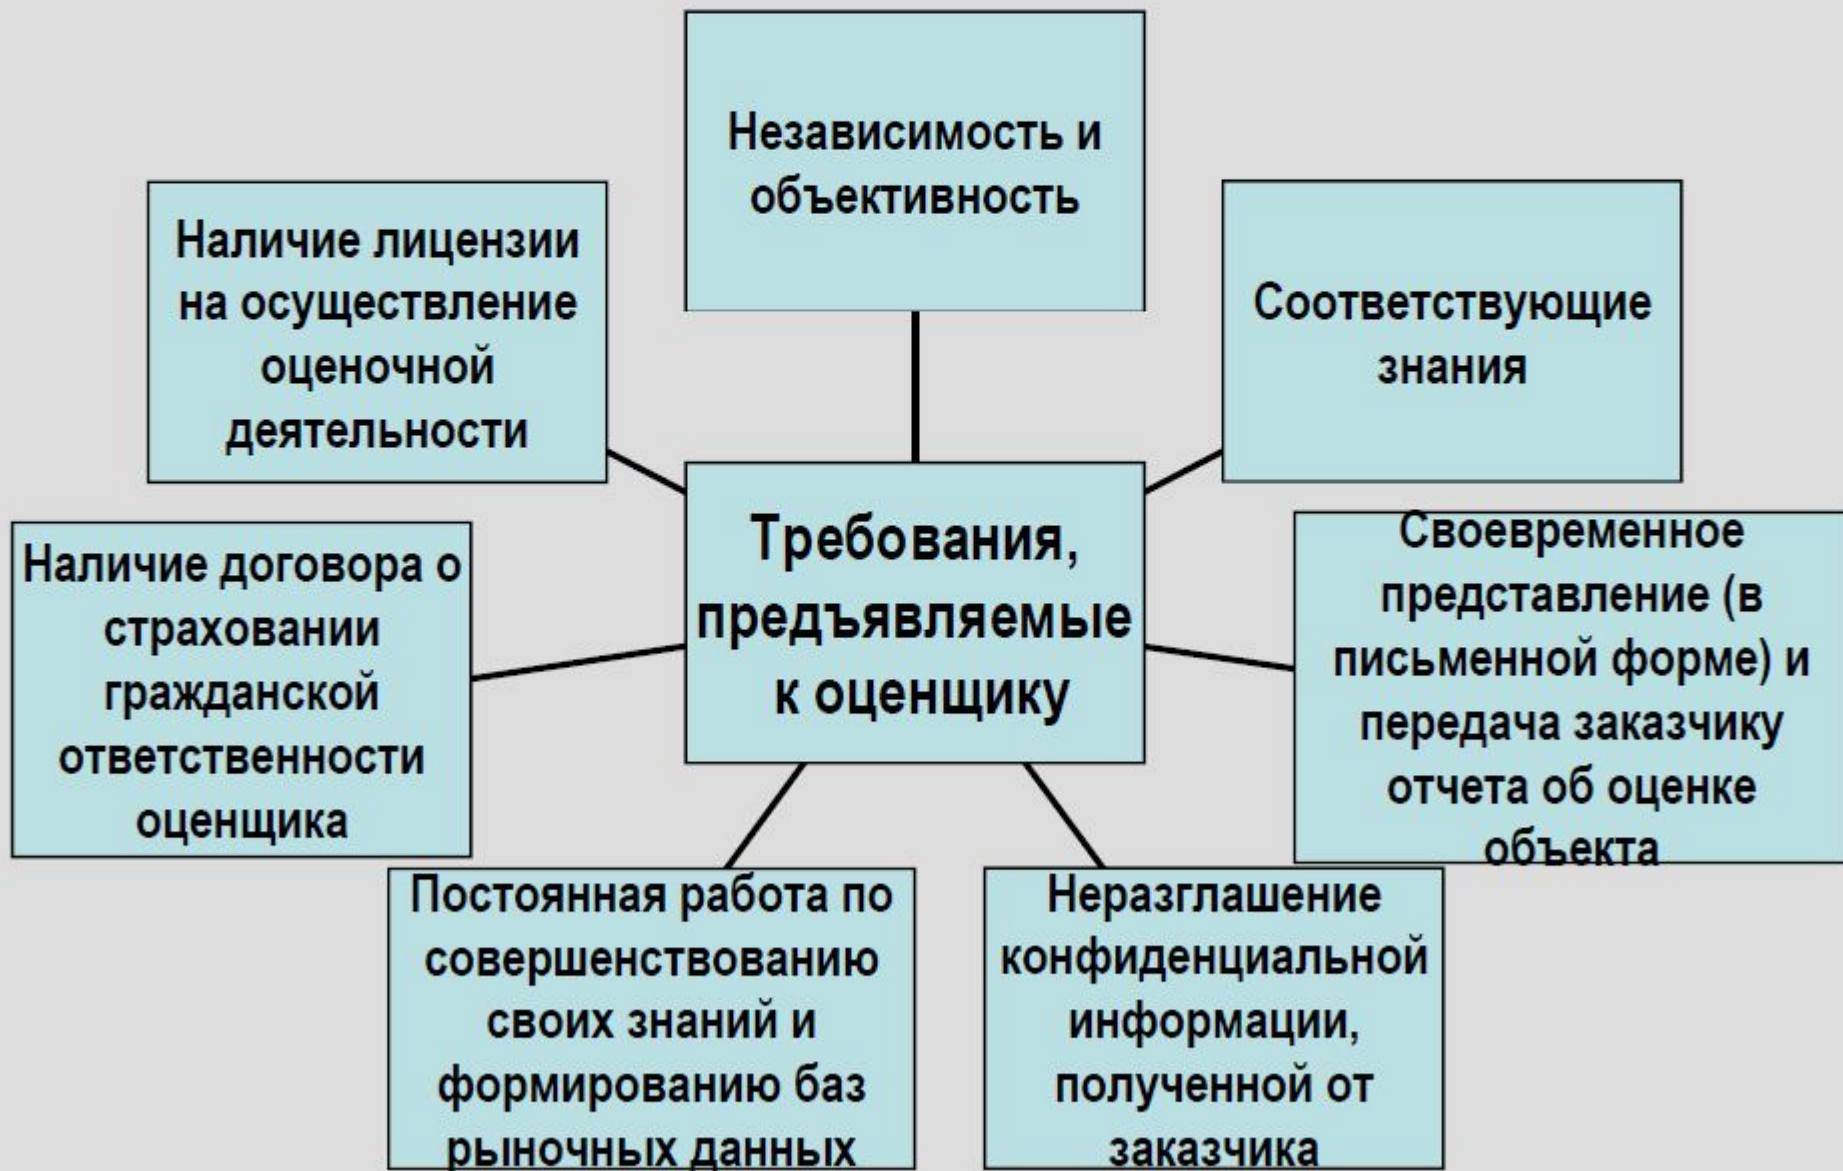 Независимость и
объективность
Наличие лицензии
на осуществление
оценочной
деятельности
Соответствующие
знания
Требования,
предъявляемые
к оценщику
Наличие договора о
страховании
гражданской
ответственности
оценщика
Своевременное
представление (в
письменной форме) и
передача заказчику
отчета об оценке
объекта
Постоянная работа по
совершенствованию
своих знаний и
формированию баз
рыночных данных
Неразглашение
конфиденциальной
информации,
полученной от
заказчика